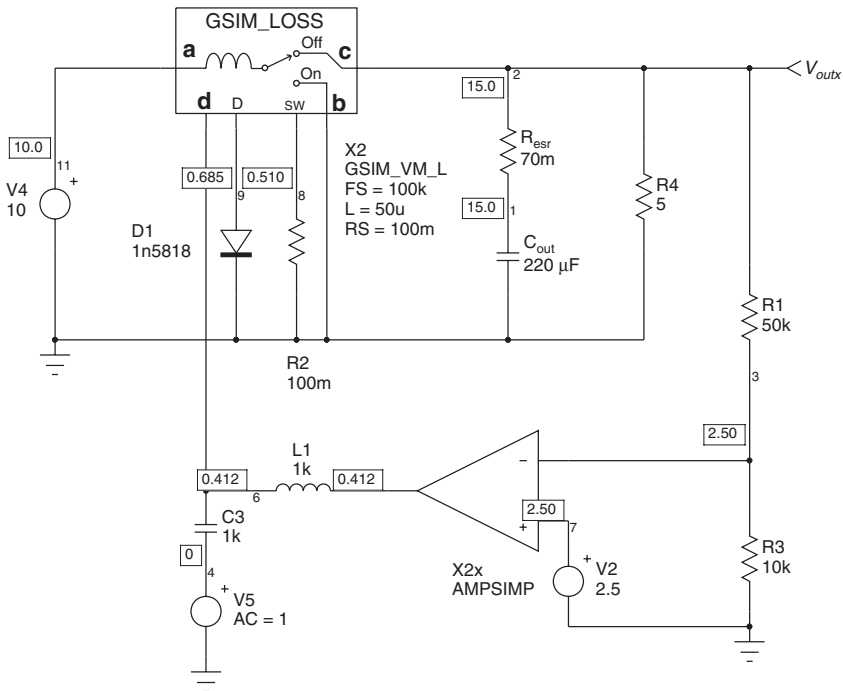 GSIM_LOSS
a
Off
c
On
d
D
SW
b
2
V_outx
15.0
R_esr
70m
10.0
11
+
V4
10
0.685
0.510
9
8
X2
GSIM_VM_L
FS = 100k
L = 50u
RS = 100m
15.0
1
R4
5
D1
1n5818
C_out
220 μF
R1
50k
R2
100m
3
2.50
L1
1k
0.412
0.412
6
−
2.50
+
7
C3
1k
0
4
+
V5
AC = 1
X2x
AMPSIMP
+
V2
2.5
R3
10k